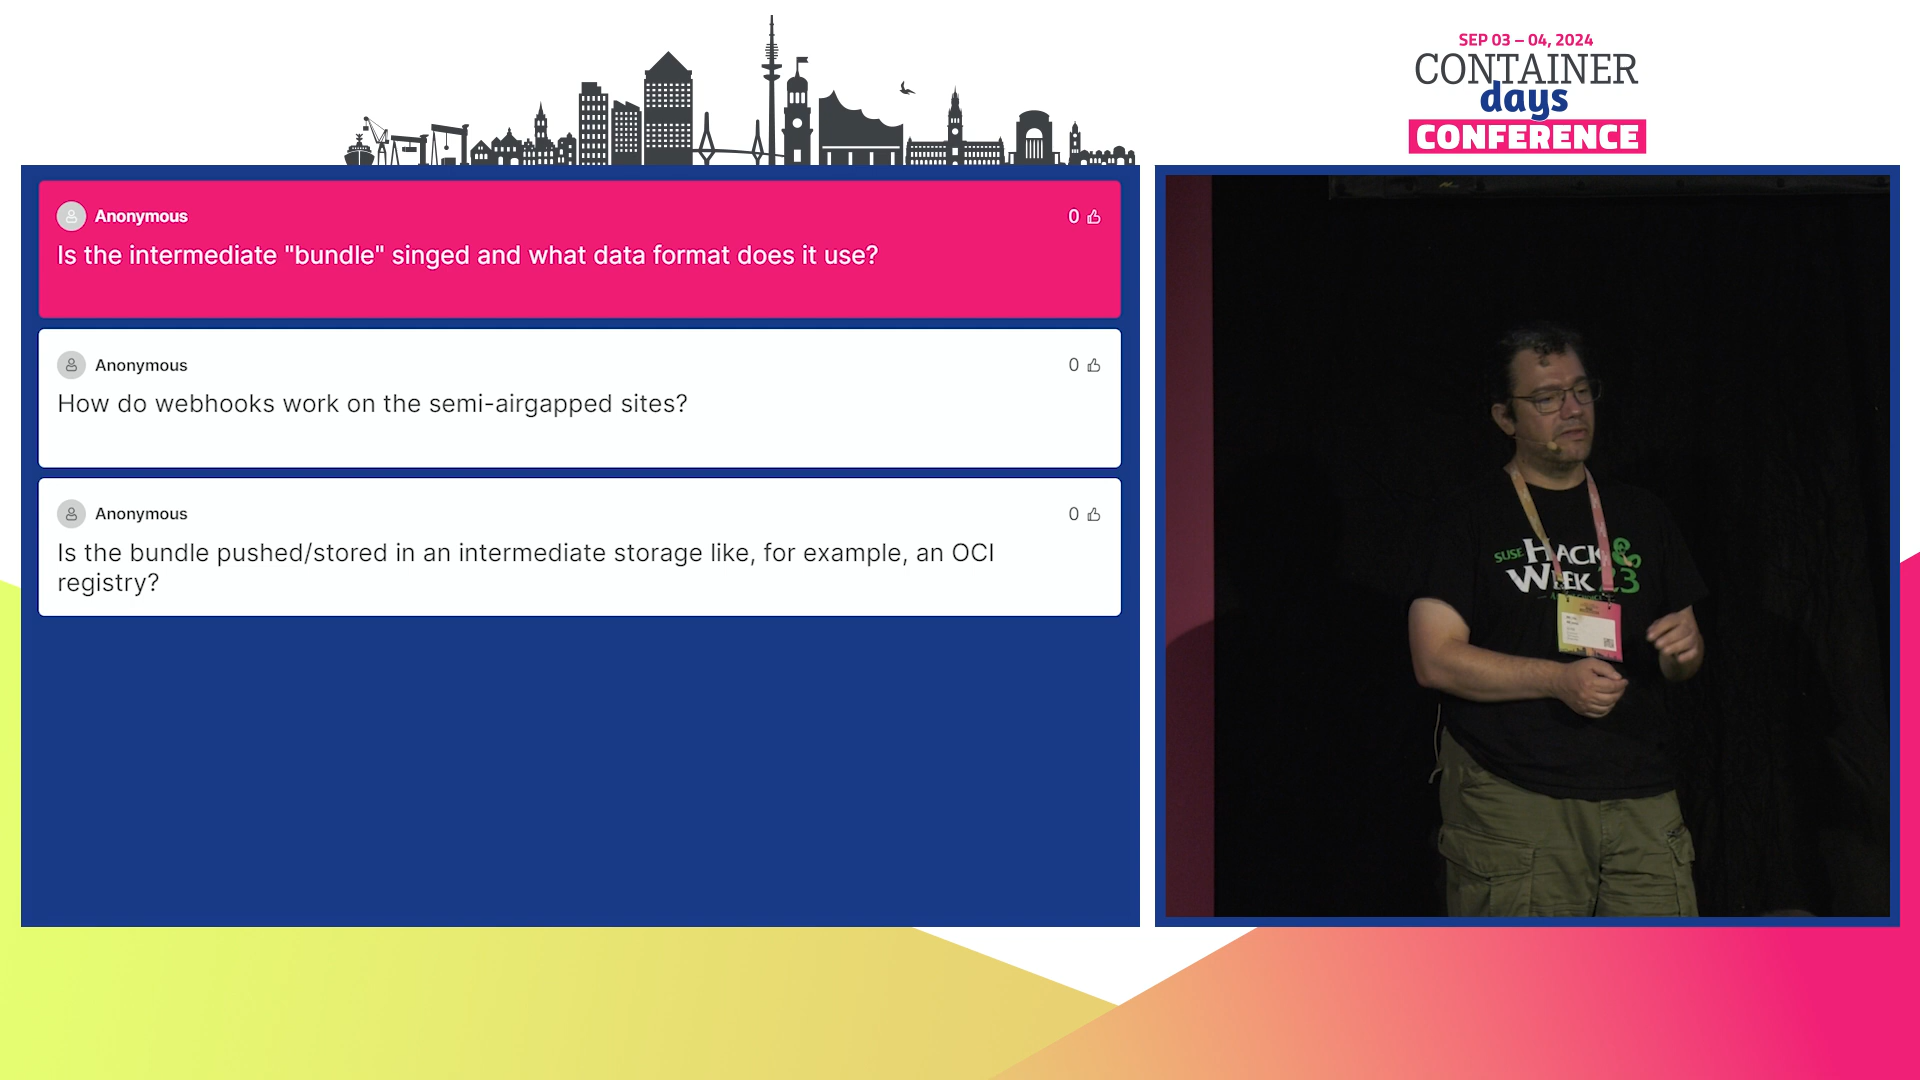 SEP 03 – 04, 2024
CONTAINER
days
CONFERENCE
Anonymous
0
Is the intermediate "bundle" singed and what data format does it use?
Anonymous
0
How do webhooks work on the semi-airgapped sites?
Anonymous
0
Is the bundle pushed/stored in an intermediate storage like, for example, an OCI
registry?
SUSE HACK
WEEK 23